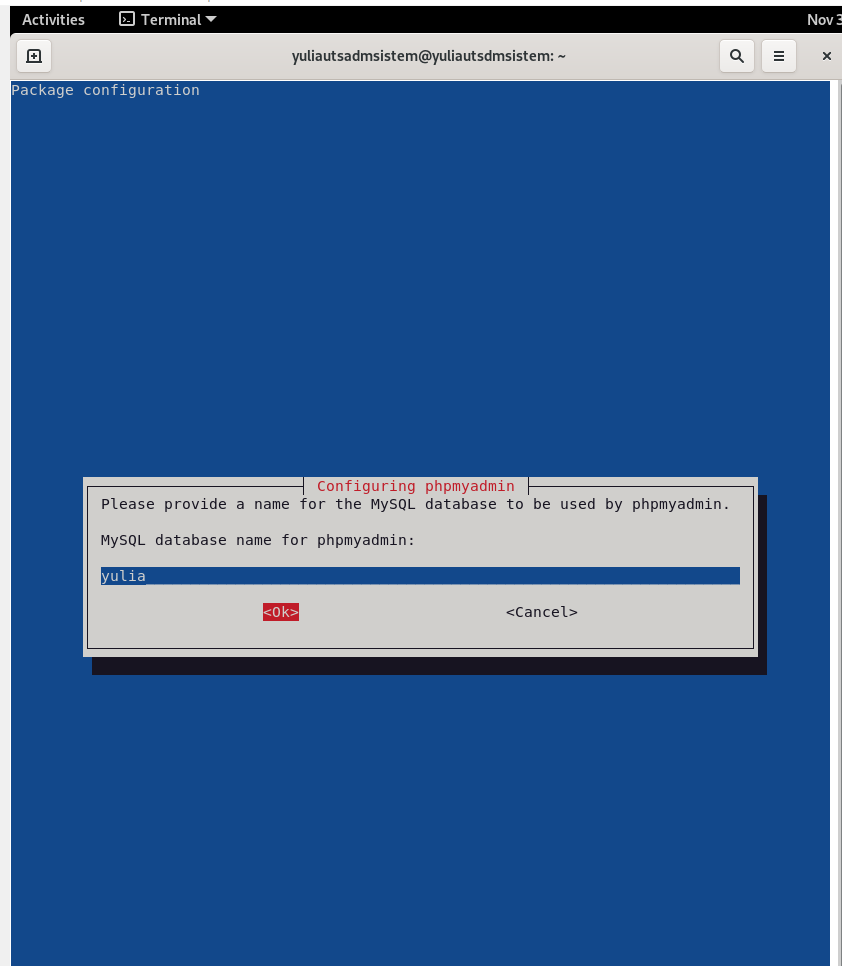 Activities Terminal Nov 3
yuliautsadmsistem@yuliautsdmsistem: ~
Package configuration
Configuring phpmyadmin
Please provide a name for the MySQL database to be used by phpmyadmin.
MySQL database name for phpmyadmin:
yulia
<Ok> <Cancel>